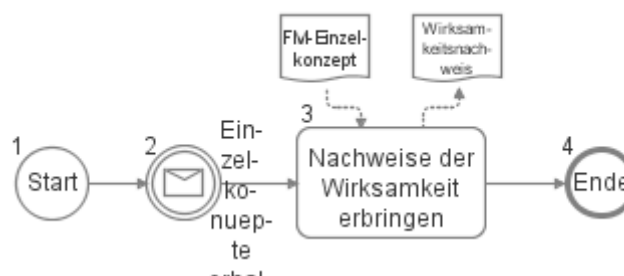 FM-Einzel-
konzept
Wirksam-
keitsnach-
weis
1
Start
2
Ein-
zel-
ko-
nuep-
te
erhal-
3
Nachweise der
Wirksamkeit
erbringen
4
Ende